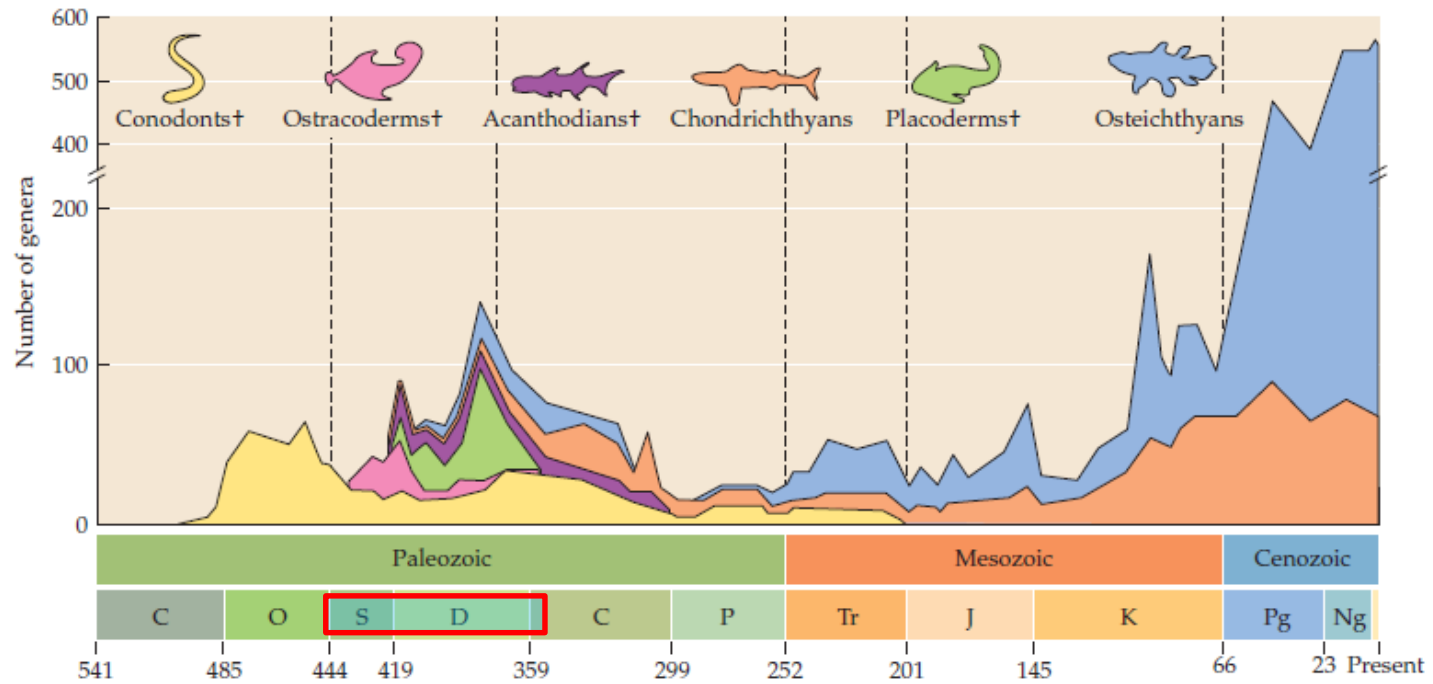 600
500
400
200
100
0
Number of genera
Conodonts† Ostracoderms† Acanthodians† Chondrichthyans Placoderms† Osteichthyans
Paleozoic Mesozoic Cenozoic
C O S D C P Tr J K Pg Ng
541 485 444 419 359 299 252 201 145 66 23 Present